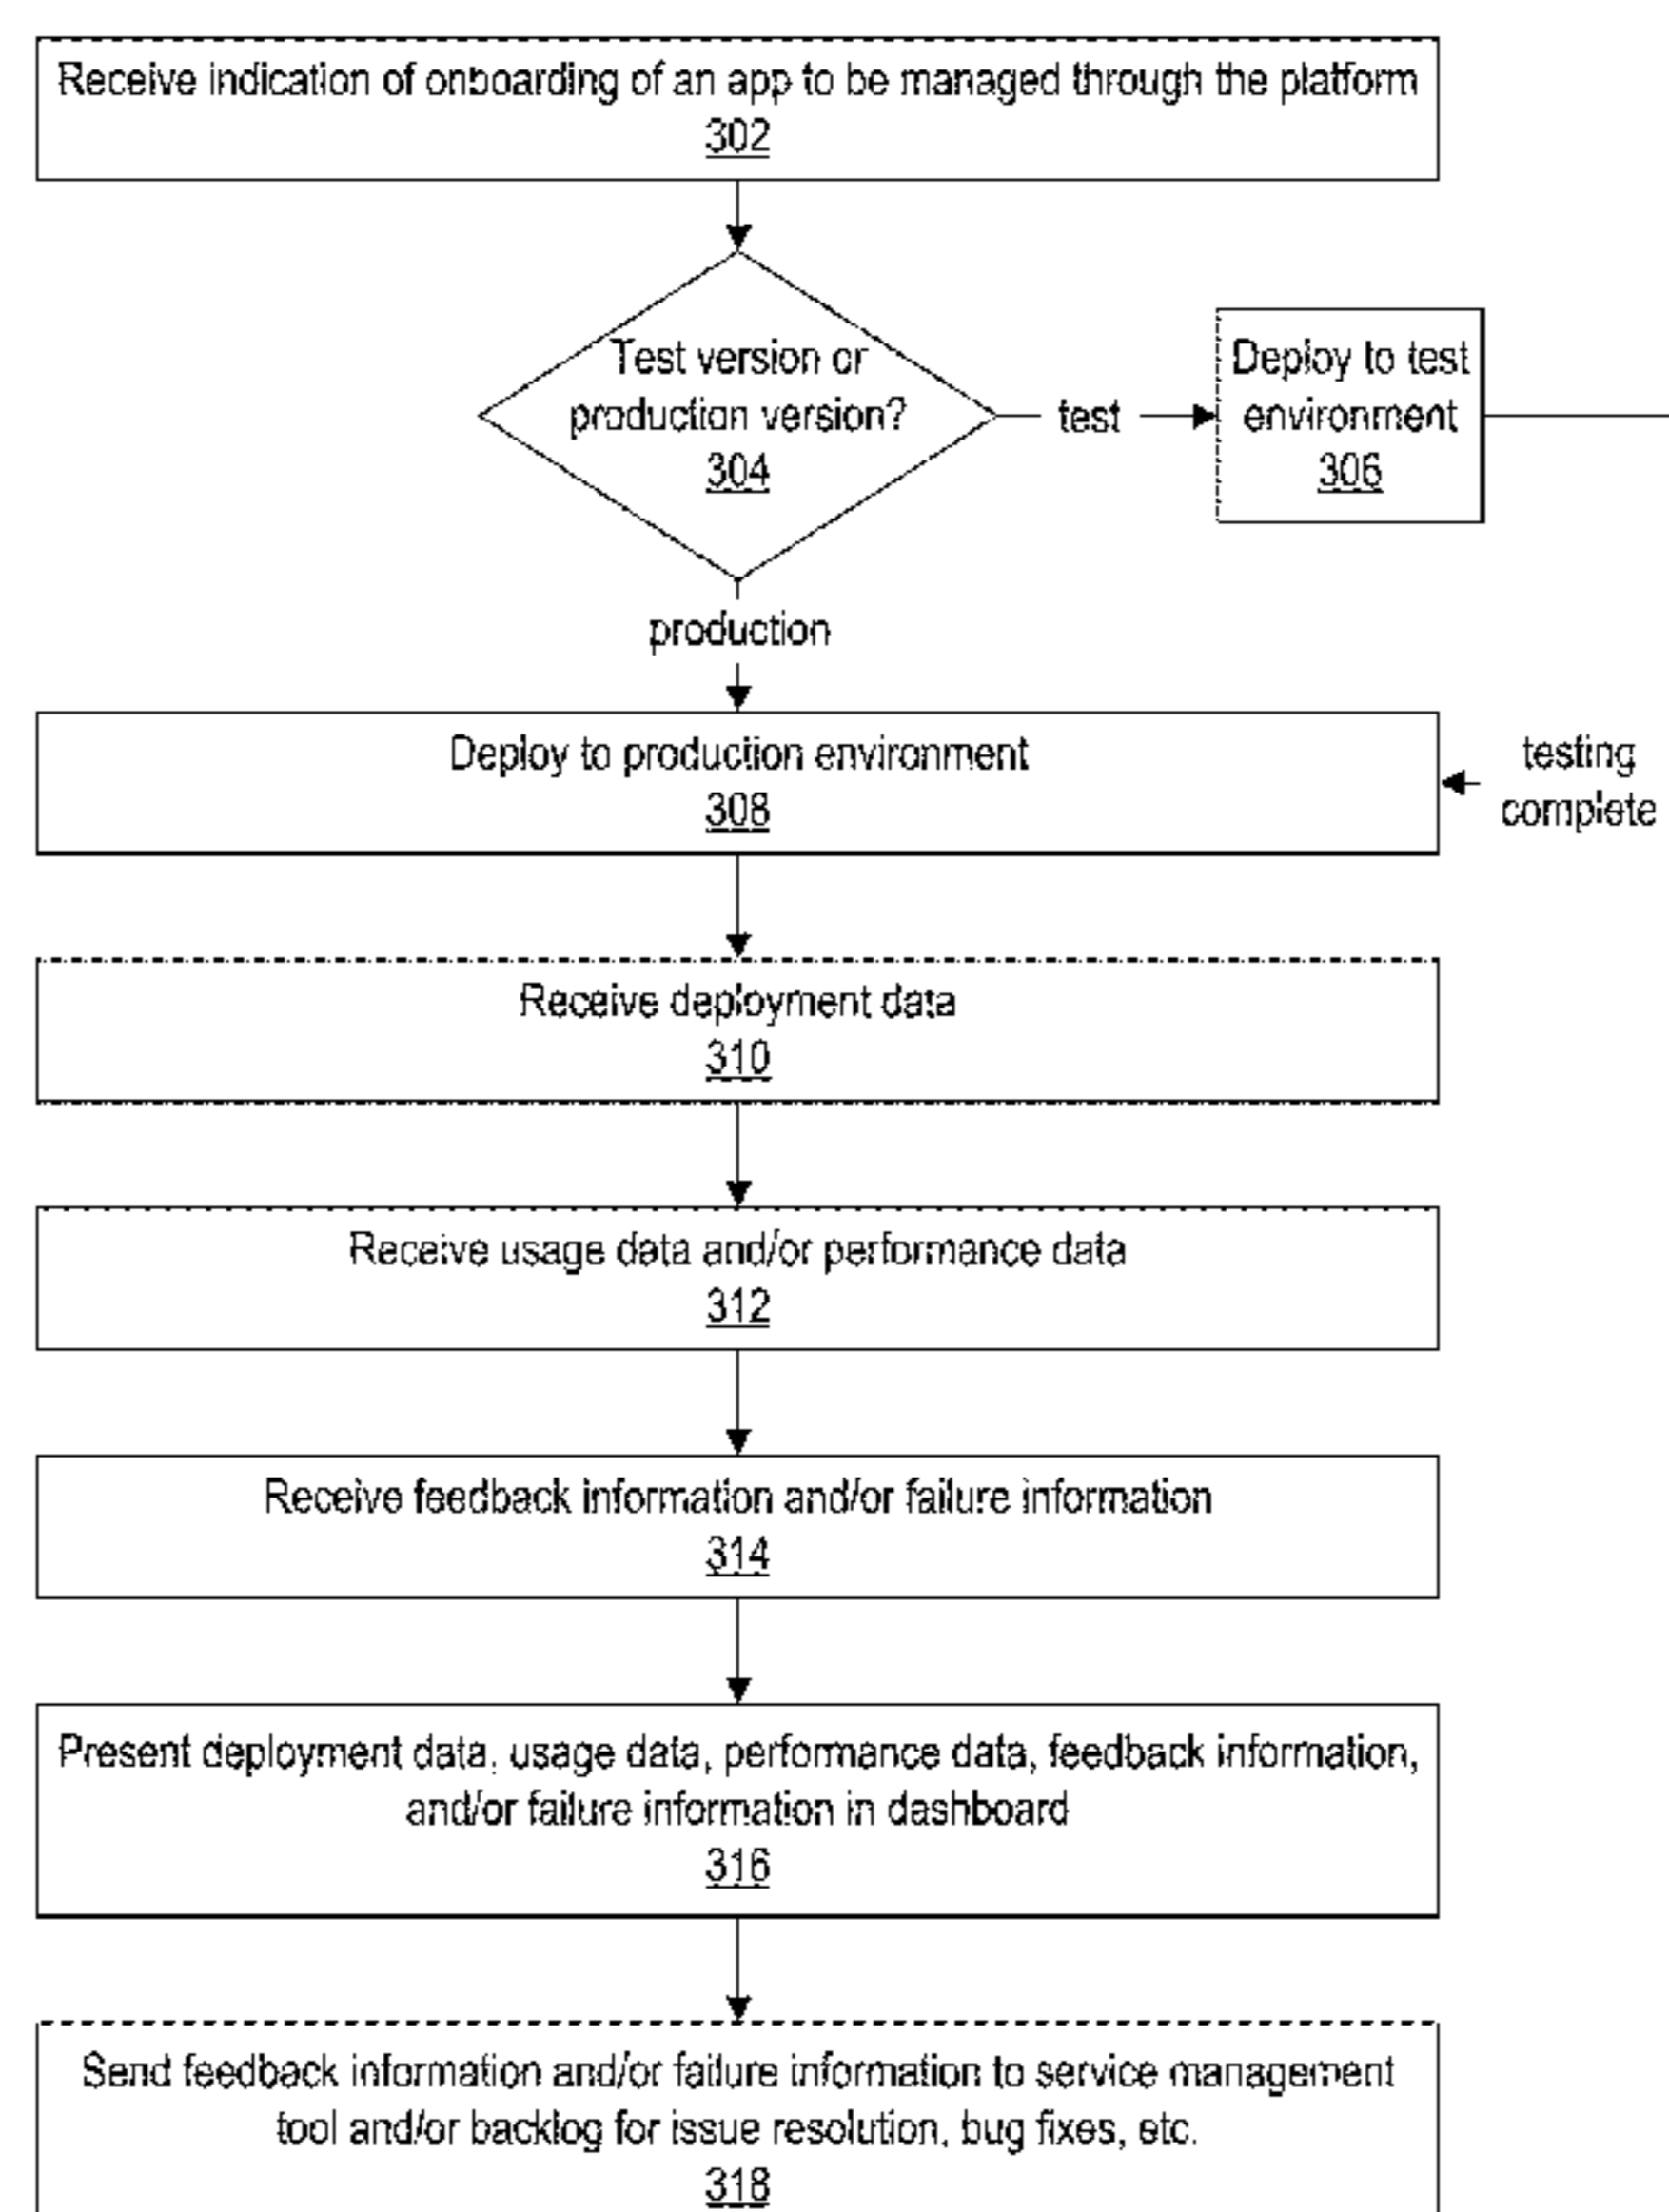 Receive indication of onboarding of an app to be managed through the platform
302
Test version or
production version?
304
test
Deploy to test
environment
306
production
Deploy to production environment
308
testing
complete
Receive deployment data
310
Receive usage data and/or performance data
312
Receive feedback information and/or failure information
314
Present deployment data, usage data, performance data, feedback information,
and/or failure information in dashboard
316
Send feedback information and/or failure information to service management
tool and/or backlog for issue resolution, bug fixes, etc.
318